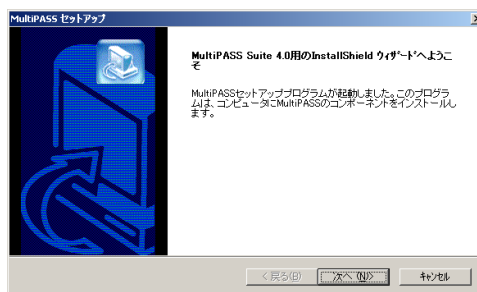 MultiPASS セットアップ
MultiPASS Suite 4.0用のInstallShield ウィザードへようこ
そ
MultiPASSセットアッププログラムが起動しました。このプログラ
ムは、コンピュータにMultiPASSのコンポーネントをインストールし
ます。
< 戻る(B)
次へ (N)>
キャンセル